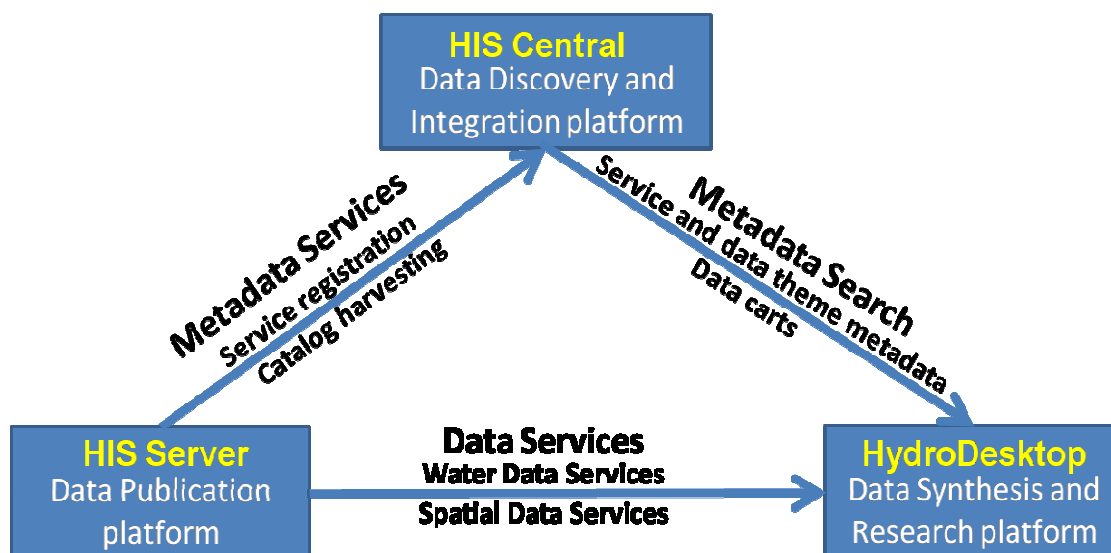 HIS Central
Data Discovery and
Integration platform
Metadata Services
Service registration
Catalog harvesting
Metadata Search
Service and data theme metadata
Data carts
HIS Server
Data Publication
platform
Data Services
Water Data Services
Spatial Data Services
HydroDesktop
Data Synthesis and
Research platform